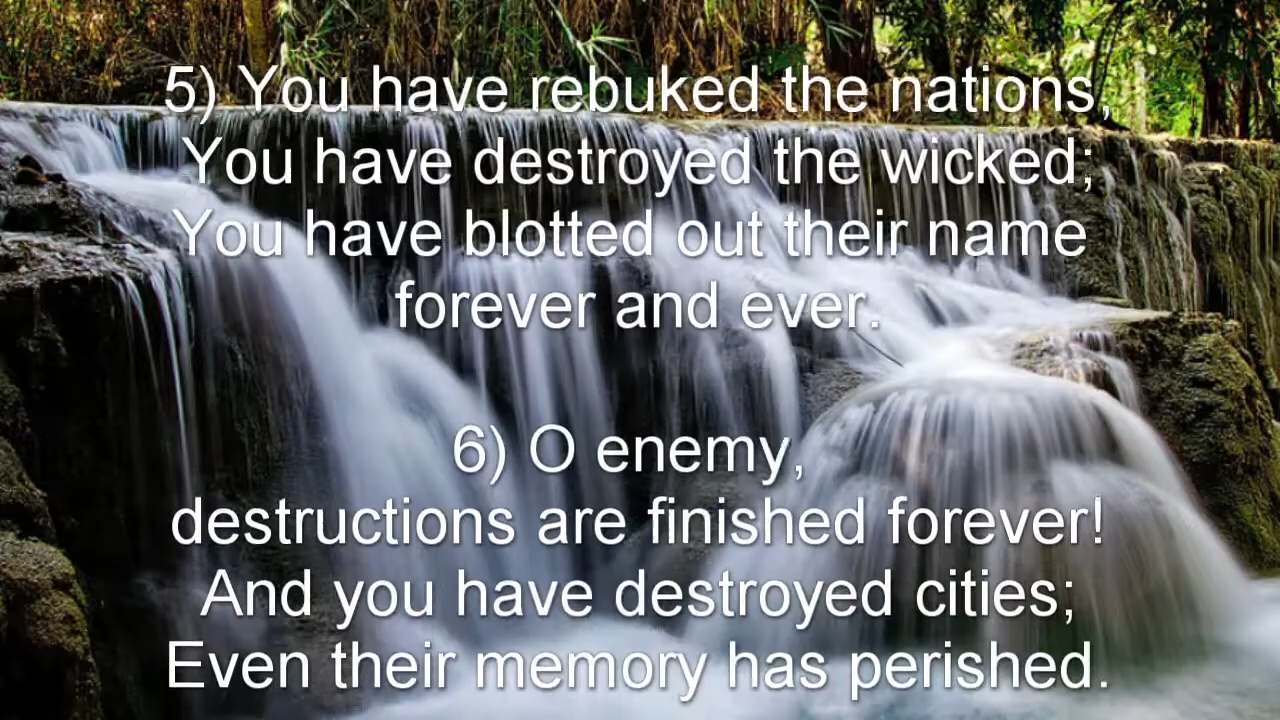 5) You have rebuked the nations,
You have destroyed the wicked;
You have blotted out their name
forever and ever.
6) O enemy,
destructions are finished forever!
And you have destroyed cities;
Even their memory has perished.